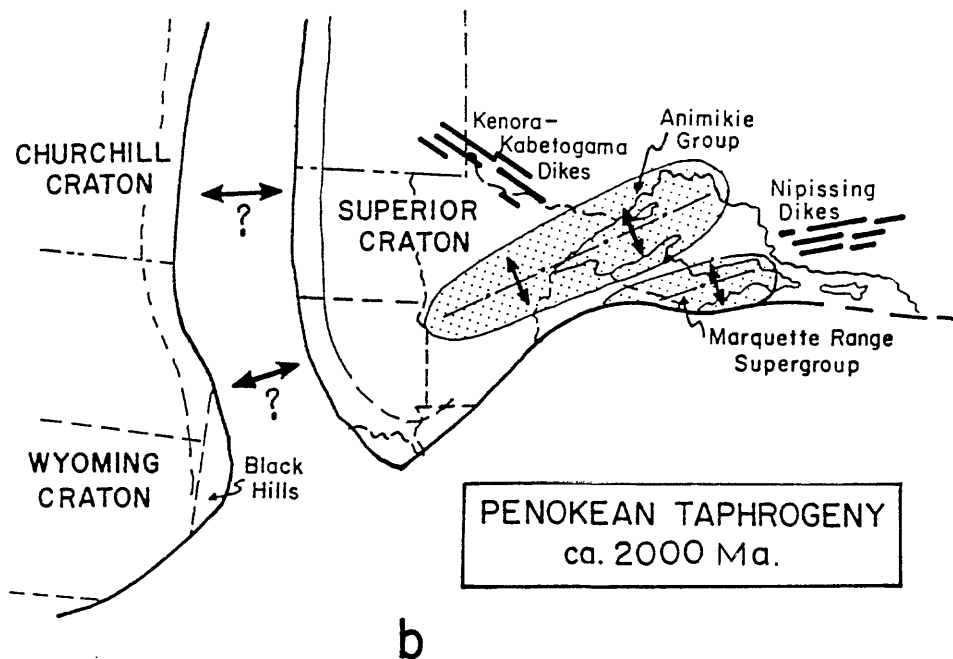 Kenora-
Kabetogama
Dikes
Animikie
Group
Nipissing
Dikes
CHURCHILL
CRATON
?
SUPERIOR
CRATON
Marquette Range
Supergroup
?
WYOMING
CRATON
Black
Hills
PENOKEAN TAPHROGENY
ca. 2000 Ma.
b